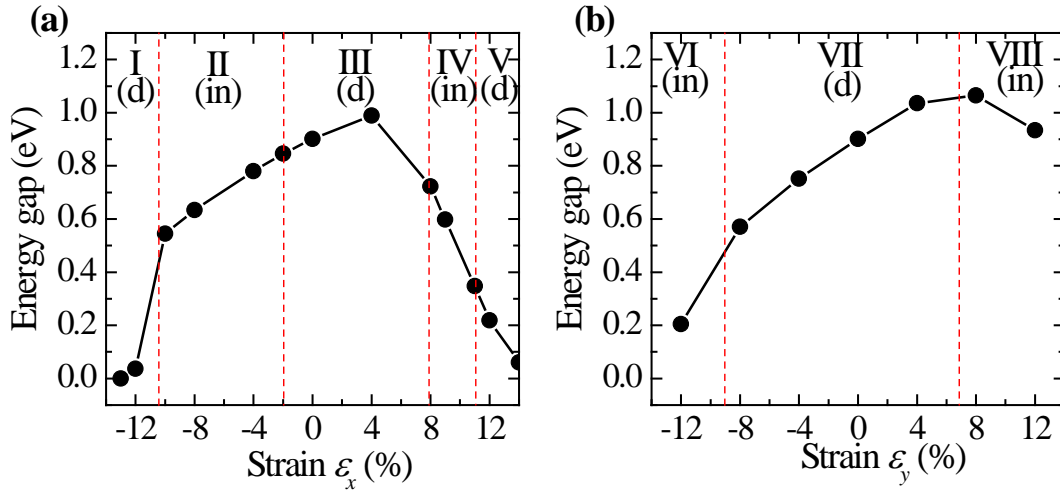 (a)
I
(d)
II
(in)
III
(d)
IV
(in)
V
(d)
1.2
1.0
0.8
0.6
0.4
0.2
0.0
Energy gap (eV)
-12 -8 -4 0 4 8 12
Strain εx (%)
(b)
VI
(in)
VII
(d)
VIII
(in)
1.2
1.0
0.8
0.6
0.4
0.2
0.0
Energy gap (eV)
-12 -8 -4 0 4 8 12
Strain εy (%)